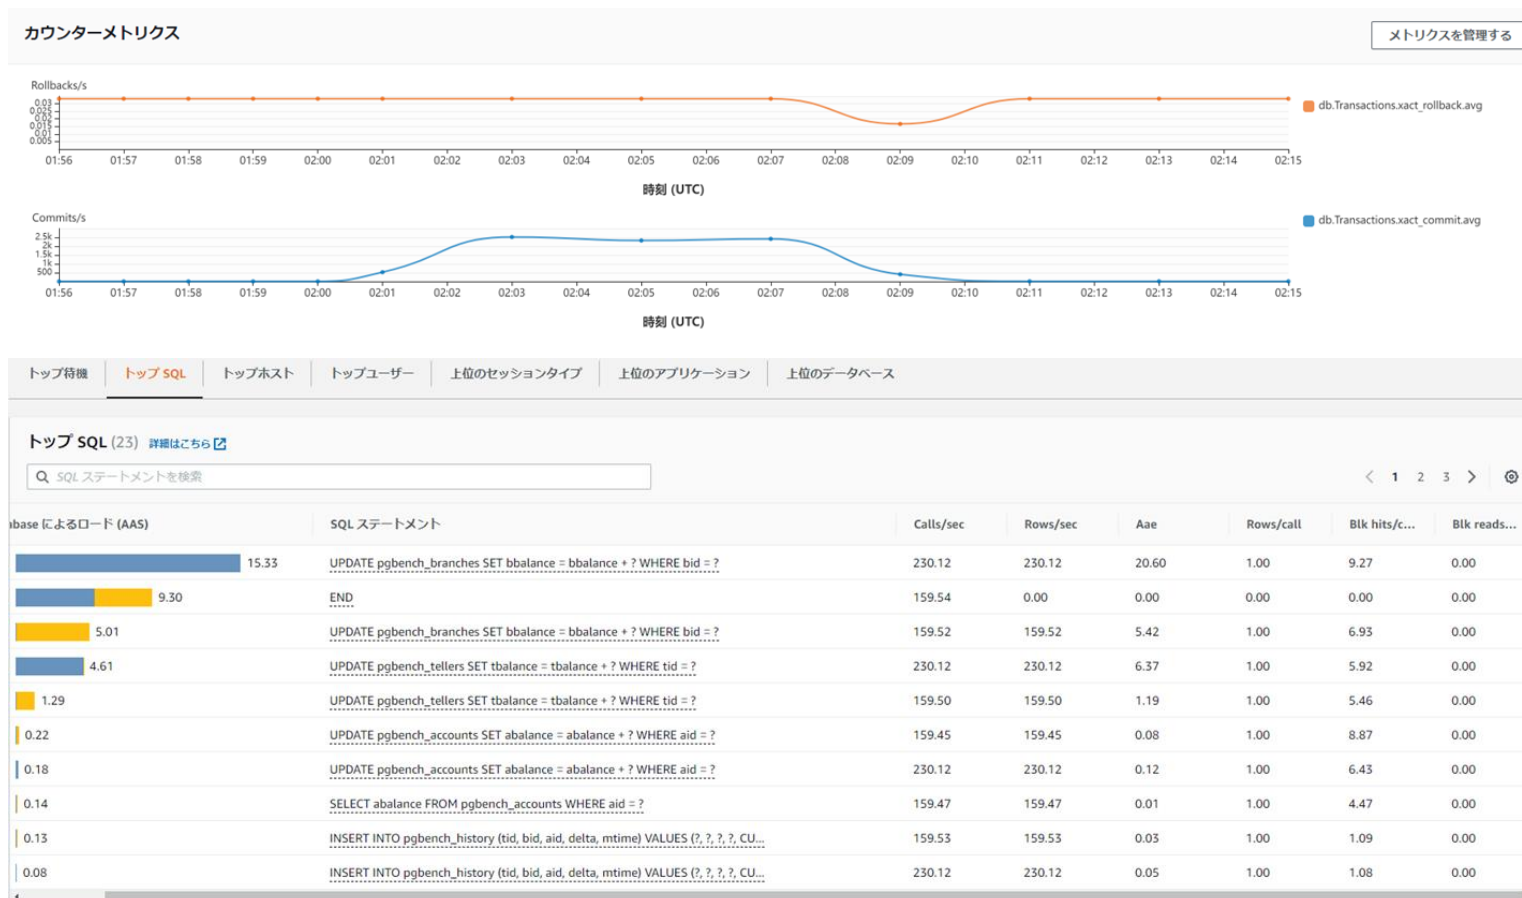 カウンターメトリクス
メトリクスを管理する
Rollbacks/s
0.03
0.025
0.02
0.015
0.01
0.005
01:56 01:57 01:58 01:59 02:00 02:01 02:02 02:03 02:04 02:05 02:06 02:07 02:08 02:09 02:10 02:11 02:12 02:13 02:14 02:15
時刻 (UTC)
db.Transactions.xact_rollback.avg
Commits/s
2.5k
2k
1.5k
1k
500
01:56 01:57 01:58 01:59 02:00 02:01 02:02 02:03 02:04 02:05 02:06 02:07 02:08 02:09 02:10 02:11 02:12 02:13 02:14 02:15
時刻 (UTC)
db.Transactions.xact_commit.avg
トップ待機 トップ SQL トップホスト トップユーザー 上位のセッションタイプ 上位のアプリケーション 上位のデータベース
トップ SQL (23) 詳細はこちら
SQL ステートメントを検索
1 2 3
abase によるロード (AAS) SQL ステートメント Calls/sec Rows/sec Aae Rows/call Blk hits/c... Blk reads...
15.33 UPDATE pgbench_branches SET bbalance = bbalance + ? WHERE bid = ? 230.12 230.12 20.60 1.00 9.27 0.00
9.30 END 159.54 0.00 0.00 0.00 0.00 0.00
5.01 UPDATE pgbench_branches SET bbalance = bbalance + ? WHERE bid = ? 159.52 159.52 5.42 1.00 6.93 0.00
4.61 UPDATE pgbench_tellers SET tbalance = tbalance + ? WHERE tid = ? 230.12 230.12 6.37 1.00 5.92 0.00
1.29 UPDATE pgbench_tellers SET tbalance = tbalance + ? WHERE tid = ? 159.50 159.50 1.19 1.00 5.46 0.00
0.22 UPDATE pgbench_accounts SET abalance = abalance + ? WHERE aid = ? 159.45 159.45 0.08 1.00 8.87 0.00
0.18 UPDATE pgbench_accounts SET abalance = abalance + ? WHERE aid = ? 230.12 230.12 0.12 1.00 6.43 0.00
0.14 SELECT abalance FROM pgbench_accounts WHERE aid = ? 159.47 159.47 0.01 1.00 4.47 0.00
0.13 INSERT INTO pgbench_history (tid, bid, aid, delta, mtime) VALUES (?, ?, ?, ?, CU... 159.53 159.53 0.03 1.00 1.09 0.00
0.08 INSERT INTO pgbench_history (tid, bid, aid, delta, mtime) VALUES (?, ?, ?, ?, CU... 230.12 230.12 0.05 1.00 1.08 0.00